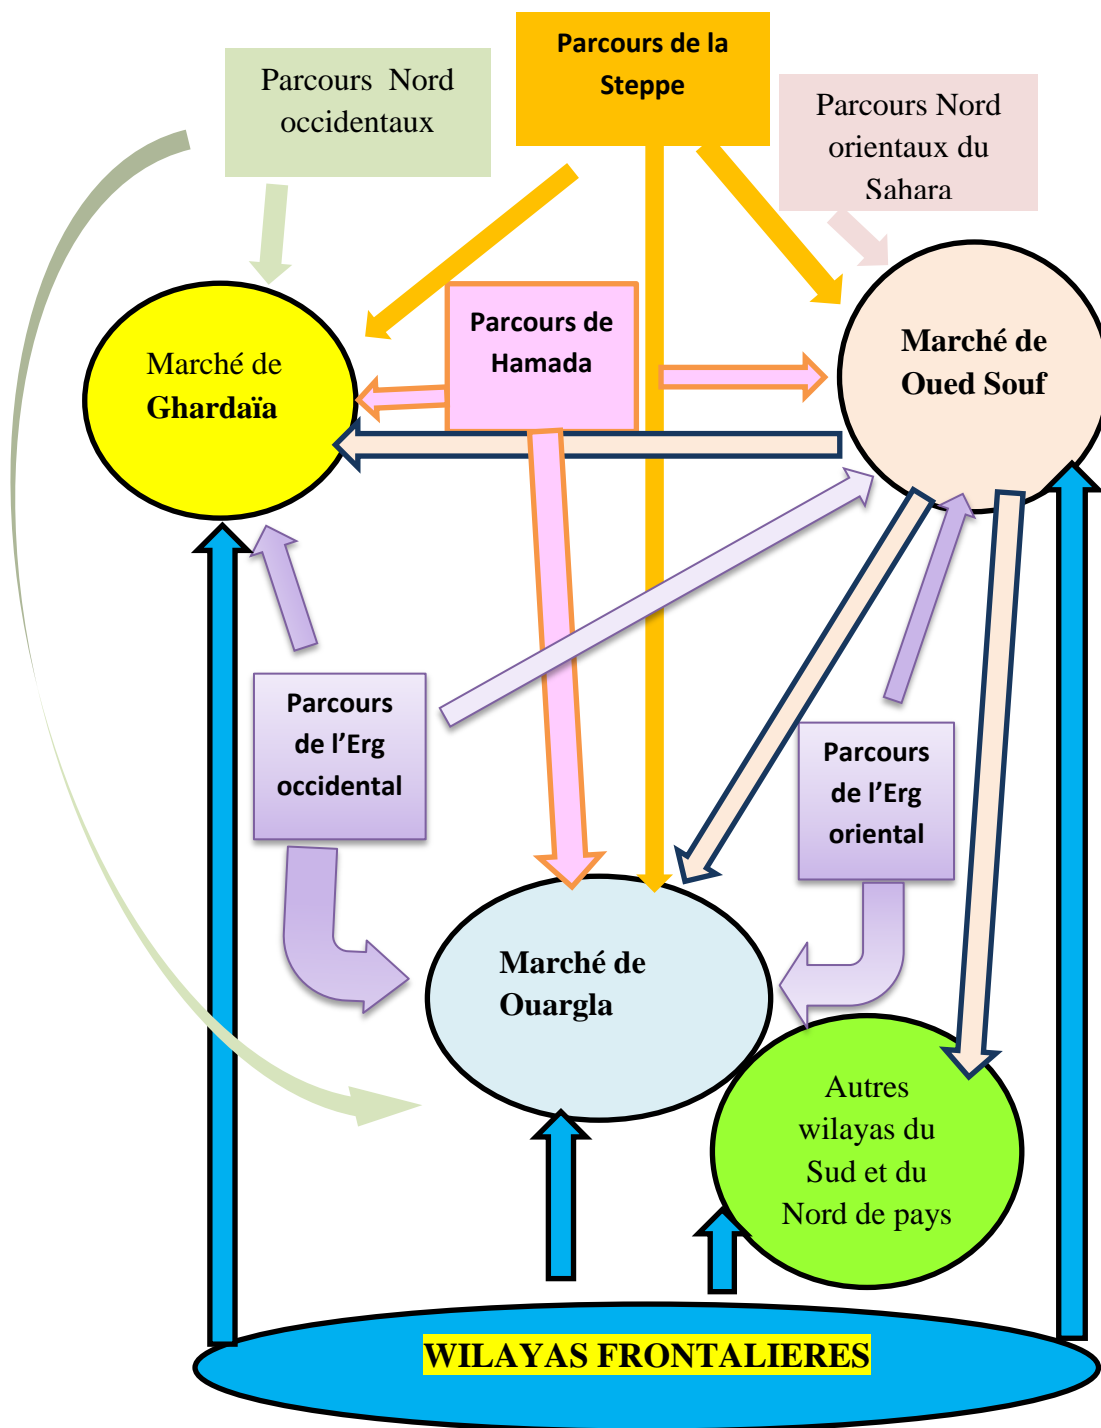 Parcours de la
Steppe
Parcours Nord
occidentaux
Parcours Nord
orientaux du
Sahara
Parcours de
Hamada
Marché de
Ghardaïa
Marché de
Oued Souf
Parcours
de l’Erg
occidental
Parcours
de l’Erg
oriental
Marché de
Ouargla
Autres
wilayas du
Sud et du
Nord de pays
WILAYAS FRONTALIERES